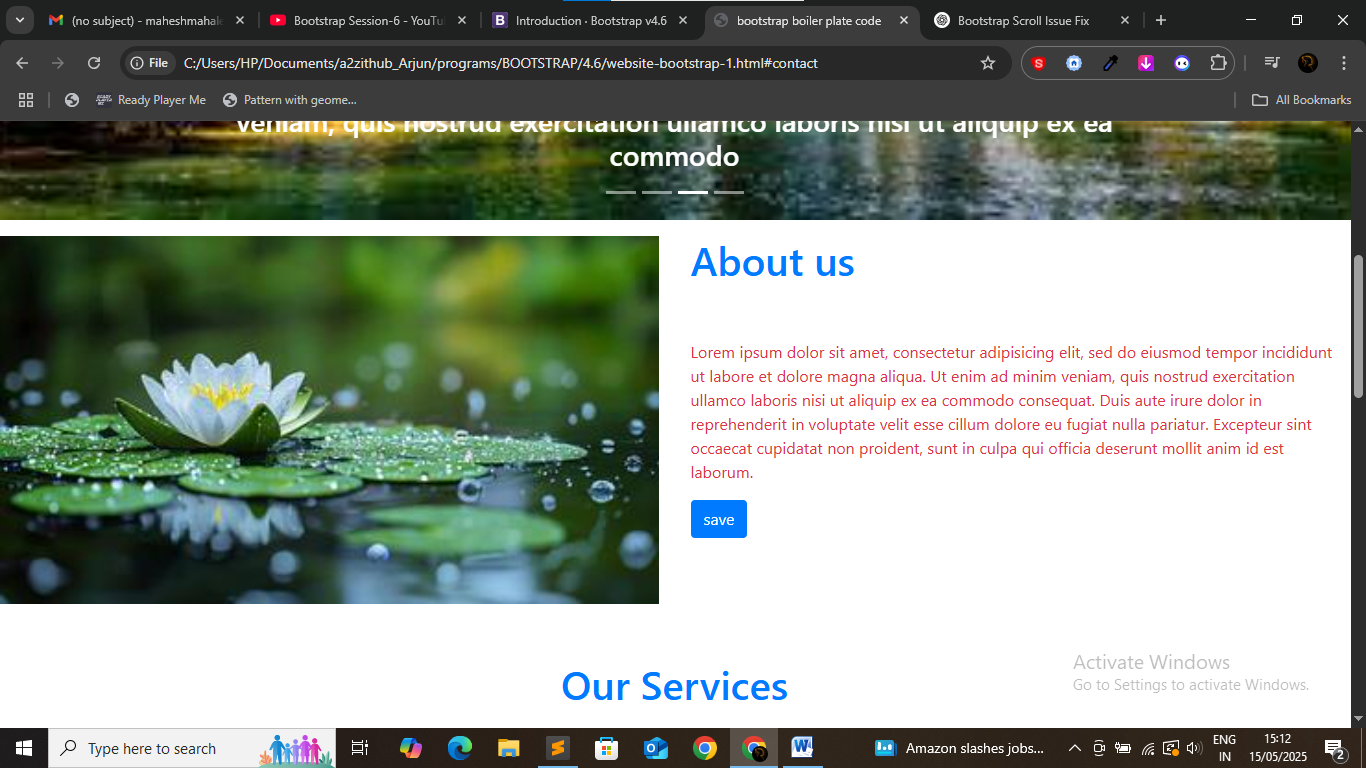 (no subject) - maheshmahale
Bootstrap Session-6 - YouTu
Introduction · Bootstrap v4.6
bootstrap boiler plate code
Bootstrap Scroll Issue Fix
File
C:/Users/HP/Documents/a2zithub_Arjun/programs/BOOTSTRAP/4.6/website-bootstrap-1.html#contact
Ready Player Me
Pattern with geome...
All Bookmarks
veniam, quis nostrud exercitation ullamco laboris nisi ut aliquip ex ea
commodo
About us
Lorem ipsum dolor sit amet, consectetur adipisicing elit, sed do eiusmod tempor incididunt
ut labore et dolore magna aliqua. Ut enim ad minim veniam, quis nostrud exercitation
ullamco laboris nisi ut aliquip ex ea commodo consequat. Duis aute irure dolor in
reprehenderit in voluptate velit esse cillum dolore eu fugiat nulla pariatur. Excepteur sint
occaecat cupidatat non proident, sunt in culpa qui officia deserunt mollit anim id est
laborum.
save
Our Services
Activate Windows
Go to Settings to activate Windows.
Type here to search
Amazon slashes jobs...
ENG
IN
15:12
15/05/2025
2